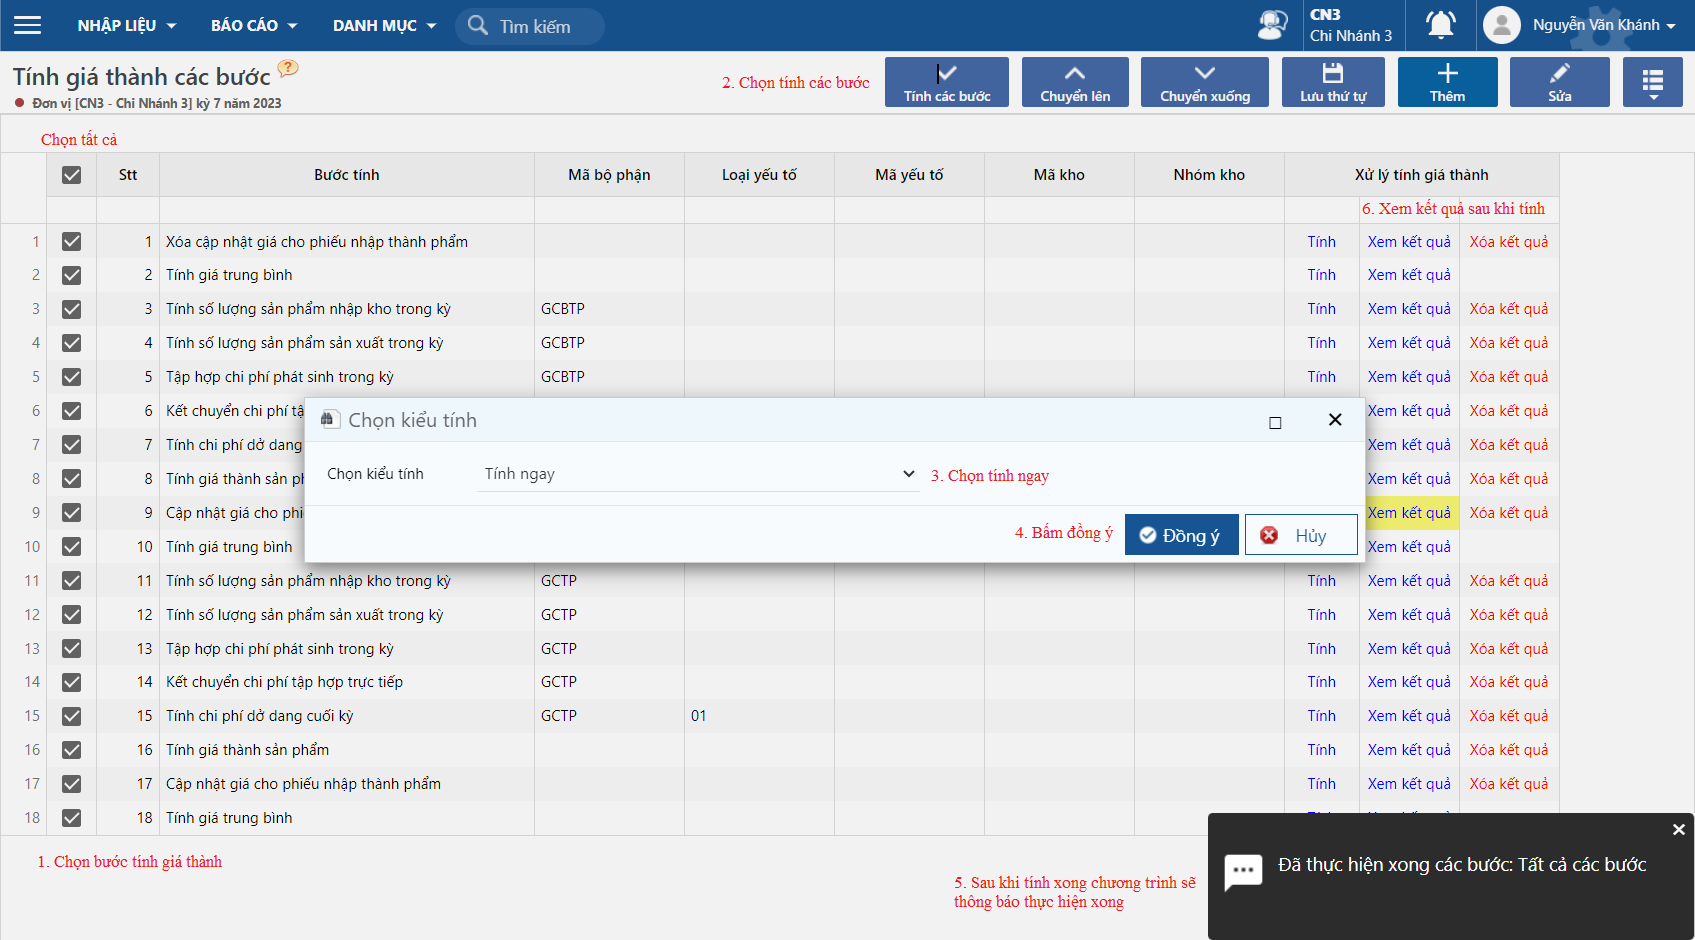 NHẬP LIỆU BÁO CÁO DANH MỤC Tìm kiếm CN3 Chi Nhánh 3 Nguyễn Văn Khánh
Tính giá thành các bước
Đơn vị [CN3 - Chi Nhánh 3] kỳ 7 năm 2023
2. Chọn tính các bước
Tính các bước Chuyển lên Chuyển xuống Lưu thứ tự Thêm Sửa
Chọn tất cả
Stt Bước tính Mã bộ phận Loại yếu tố Mã yếu tố Mã kho Nhóm kho Xử lý tính giá thành
6. Xem kết quả sau khi tính
1 1 Xóa cập nhật giá cho phiếu nhập thành phẩm Tính Xem kết quả Xóa kết quả
2 2 Tính giá trung bình Tính Xem kết quả
3 3 Tính số lượng sản phẩm nhập kho trong kỳ GCBTP Tính Xem kết quả Xóa kết quả
4 4 Tính số lượng sản phẩm sản xuất trong kỳ GCBTP Tính Xem kết quả Xóa kết quả
5 5 Tập hợp chi phí phát sinh trong kỳ GCBTP Tính Xem kết quả Xóa kết quả
6 6 Kết chuyển chi phí Xem kết quả Xóa kết quả
7 7 Tính chi phí dở dang Xem kết quả Xóa kết quả
8 8 Tính giá thành sản Xem kết quả Xóa kết quả
9 9 Cập nhật giá cho Xem kết quả Xóa kết quả
10 10 Tính giá trung bình Xem kết quả
Chọn kiểu tính
Chọn kiểu tính Tính ngay 3. Chọn tính ngay
4. Bấm đồng ý Đồng ý Hủy
11 11 Tính số lượng sản phẩm nhập kho trong kỳ GCTP Tính Xem kết quả Xóa kết quả
12 12 Tính số lượng sản phẩm sản xuất trong kỳ GCTP Tính Xem kết quả Xóa kết quả
13 13 Tập hợp chi phí phát sinh trong kỳ GCTP Tính Xem kết quả Xóa kết quả
14 14 Kết chuyển chi phí tập hợp trực tiếp GCTP Tính Xem kết quả Xóa kết quả
15 15 Tính chi phí dở dang cuối kỳ GCTP 01 Tính Xem kết quả Xóa kết quả
16 16 Tính giá thành sản phẩm Tính Xem kết quả Xóa kết quả
17 17 Cập nhật giá cho phiếu nhập thành phẩm Tính Xem kết quả Xóa kết quả
18 18 Tính giá trung bình
1. Chọn bước tính giá thành
5. Sau khi tính xong chương trình sẽ
thông báo thực hiện xong
Đã thực hiện xong các bước: Tất cả các bước